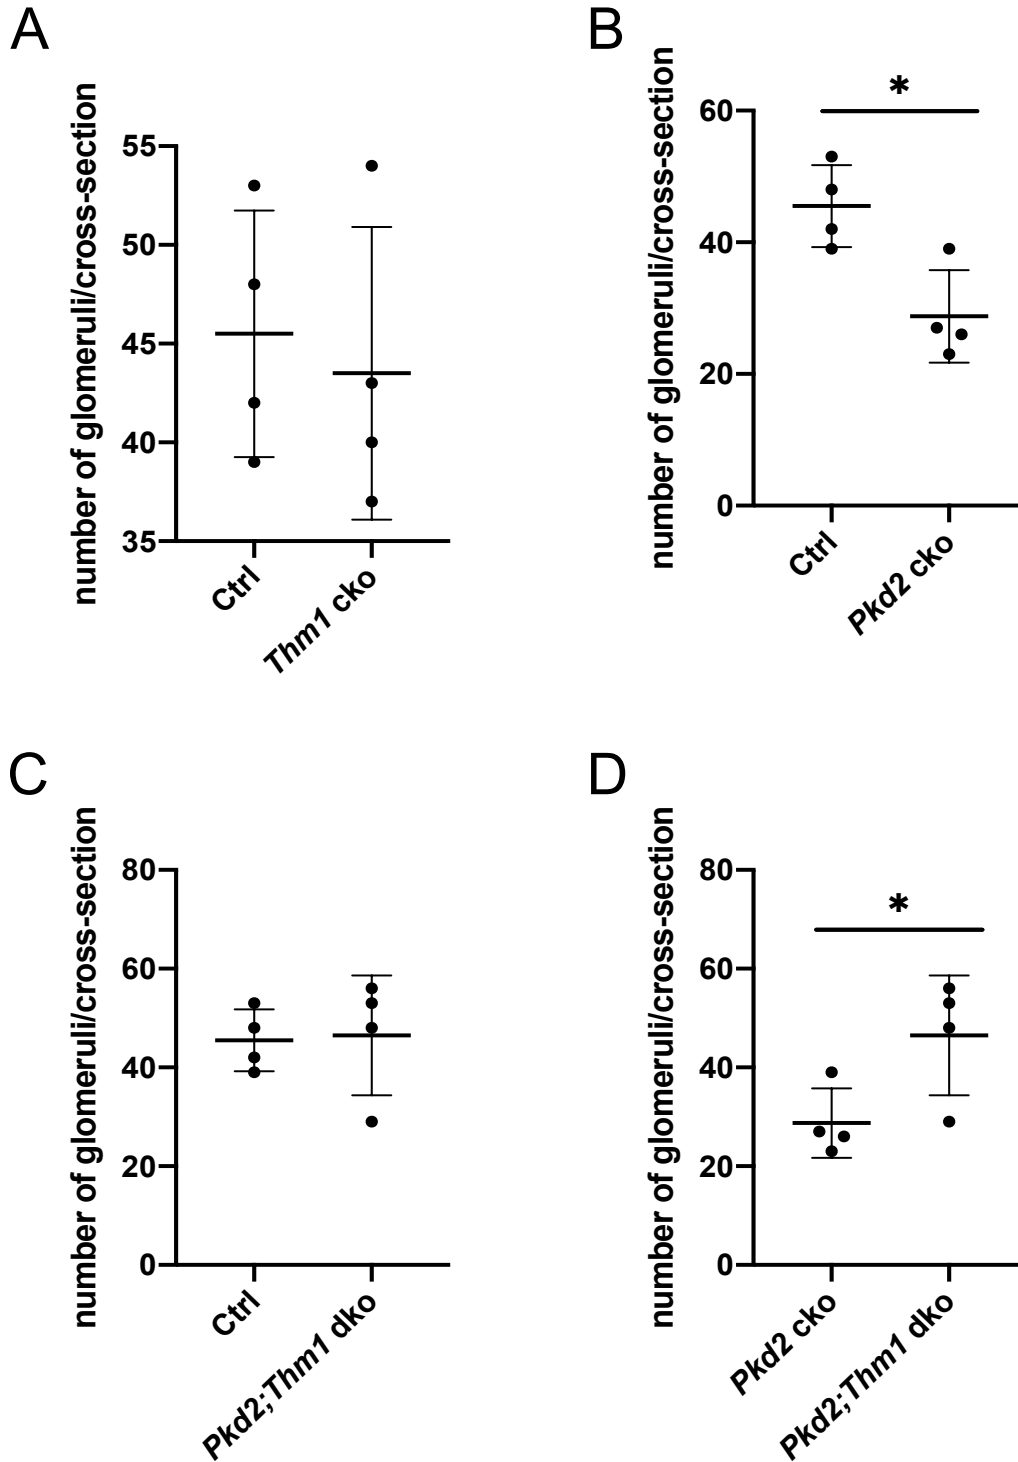 A
number of glomeruli/cross-section
55
50
45
40
35
Ctrl
Thm1 cko
B
number of glomeruli/cross-section
60
40
20
0
*
Ctrl
Pkd2 cko
C
number of glomeruli/cross-section
80
60
40
20
0
Ctrl
Pkd2;Thm1 dko
D
number of glomeruli/cross-section
80
60
40
20
0
*
Pkd2 cko
Pkd2;Thm1 dko